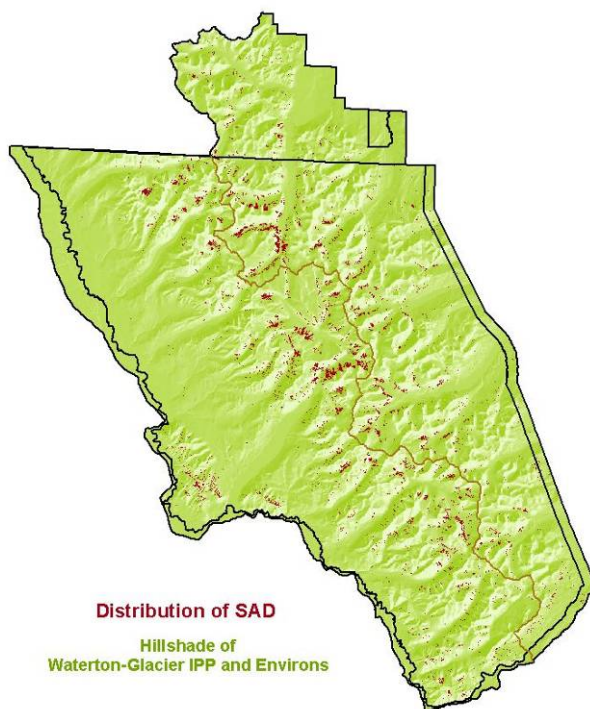 Distribution of SAD
Hillshade of
Waterton-Glacier IPP and Environs